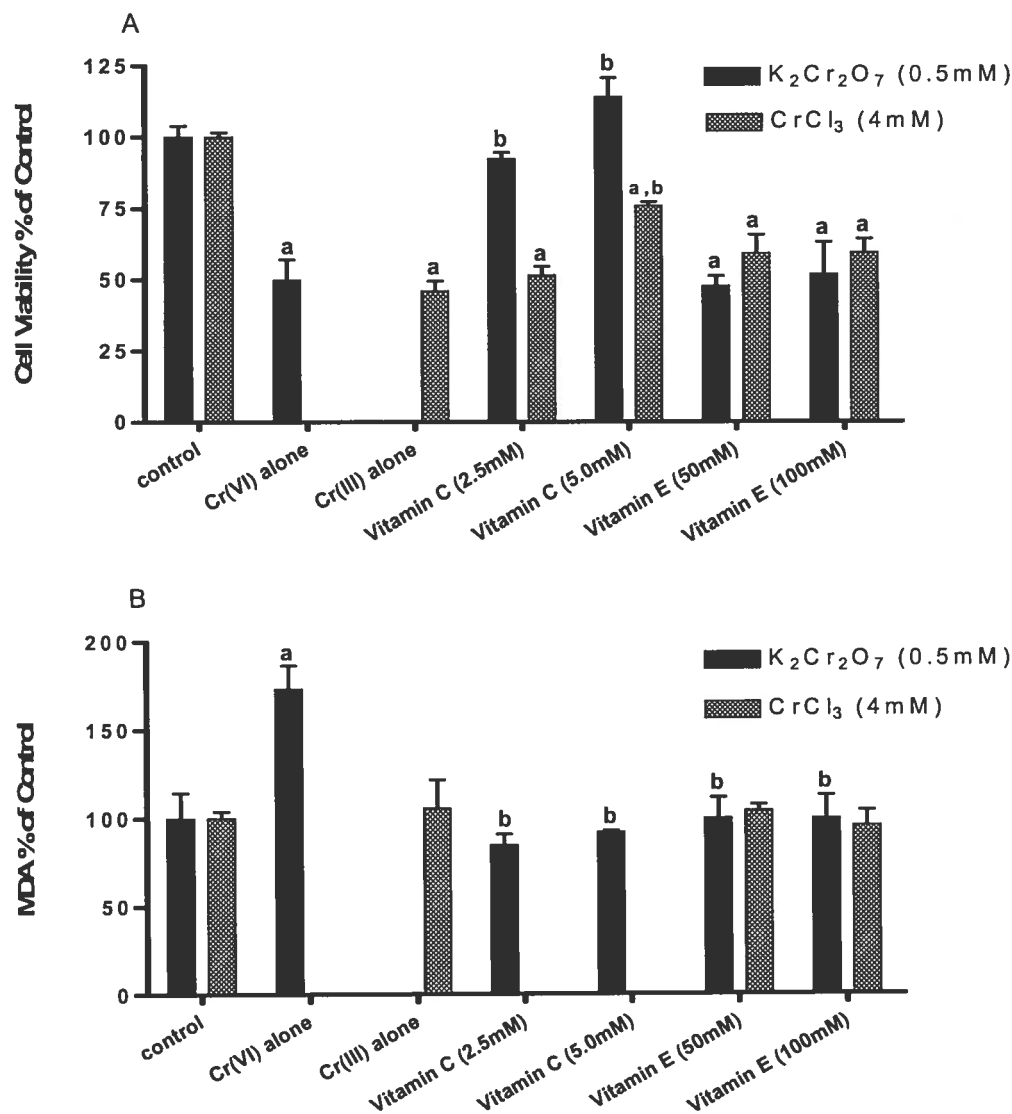 A
K₂Cr₂O₇ (0.5mM)
CrCl₃ (4mM)
Cell Viability % of Control
125
100
75
50
25
0
a
a
b
a
b
a,b
a
a
a
a
control
Cr(VI) alone
Cr(III) alone
Vitamin C (2.5mM)
Vitamin C (5.0mM)
Vitamin E (50mM)
Vitamin E (100mM)
B
K₂Cr₂O₇ (0.5mM)
CrCl₃ (4mM)
MDA % of Control
200
150
100
50
0
a
b
b
b
b
control
Cr(VI) alone
Cr(III) alone
Vitamin C (2.5mM)
Vitamin C (5.0mM)
Vitamin E (50mM)
Vitamin E (100mM)